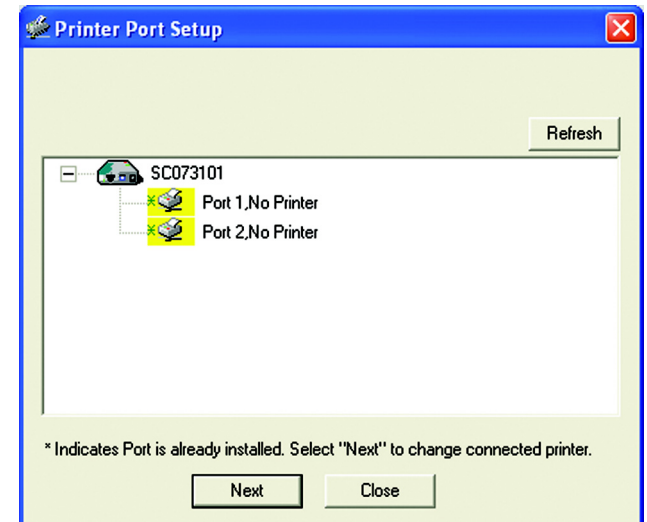 Printer Port Setup
Refresh
SC073101
*Port 1,No Printer
*Port 2,No Printer
* Indicates Port is already installed. Select "Next" to change connected printer.
Next Close